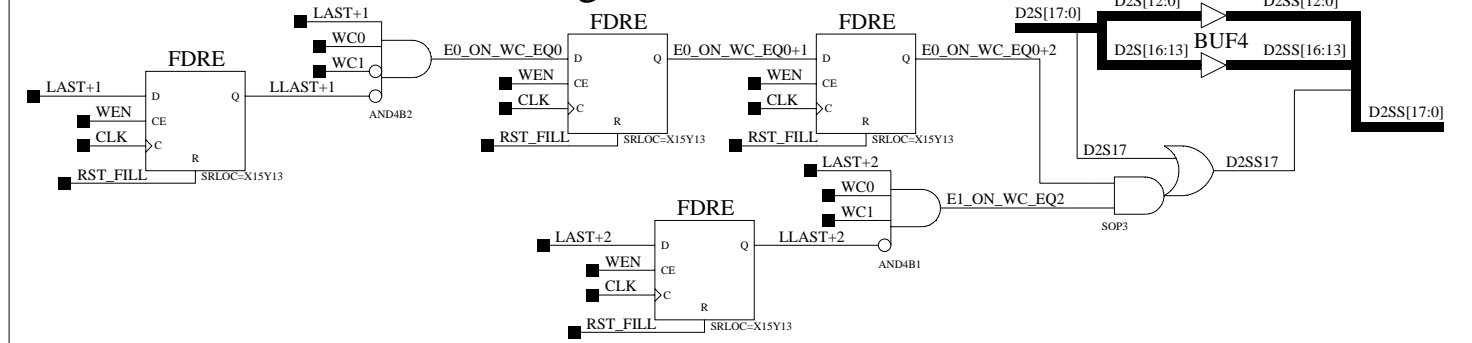 LAST+1
WC0
WC1
E0_ON_WC_EQ0
AND4B2
FDRE
LAST+1
WEN
CLK
RST_FILL
D
CE
C
Q
R
SRLOC=X15Y13
LLAST+1
FDRE
WEN
CLK
RST_FILL
D
CE
C
Q
R
SRLOC=X15Y13
E0_ON_WC_EQ0+1
FDRE
WEN
CLK
RST_FILL
D
CE
C
Q
R
SRLOC=X15Y13
E0_ON_WC_EQ0+2
D2S[17:0]
D2S[12:0]
D2SS[12:0]
BUF4
D2S[16:13]
D2SS[16:13]
D2SS[17:0]
D2S17
D2SS17
SOP3
LAST+2
WC0
WC1
E1_ON_WC_EQ2
AND4B1
FDRE
LAST+2
WEN
CLK
RST_FILL
D
CE
C
Q
R
SRLOC=X15Y13
LLAST+2